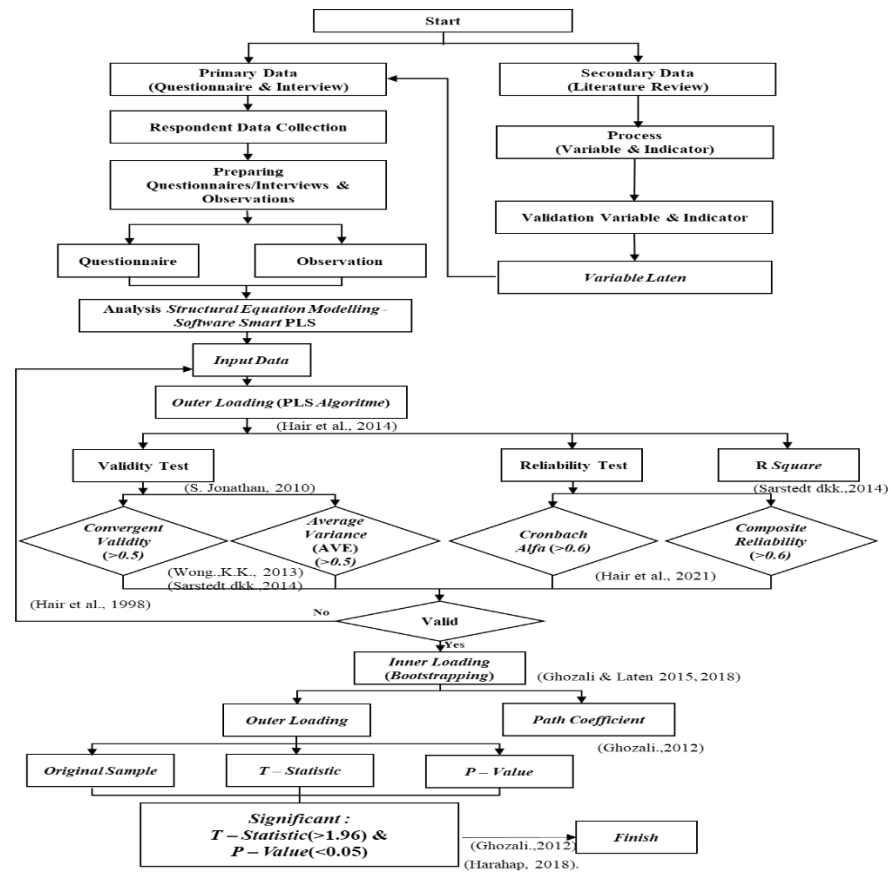 Start
Primary Data
(Questionnaire & Interview)
Secondary Data
(Literature Review)
Respondent Data Collection
Process
(Variable & Indicator)
Preparing
Questionnaires/Interviews &
Observations
Validation Variable & Indicator
Questionnaire
Observation
Variable Laten
Analysis Structural Equation Modelling -
Software Smart PLS
Input Data
Outer Loading (PLS Algoritme)
(Hair et al., 2014)
Validity Test
Reliability Test
R Square
(S. Jonathan, 2010)
(Sarstedt dkk.,2014)
Convergent
Validity
(>0.5)
Average
Variance
(AVE)
(>0.5)
Cronbach
Alfa (>0.6)
Composite
Reliability
(>0.6)
(Wong.,K.K., 2013)
(Sarstedt dkk.,2014)
(Hair et al., 2021)
(Hair et al., 1998)
No
Valid
Yes
Inner Loading
(Bootstrapping)
(Ghozali & Laten 2015,2018)
Outer Loading
Path Coefficient
(Ghozali.,2012)
Original Sample
T – Statistic
P – Value
Significant :
T – Statistic(>1.96) &
P – Value(<0.05)
(Ghozali.,2012)
(Harahap, 2018).
Finish